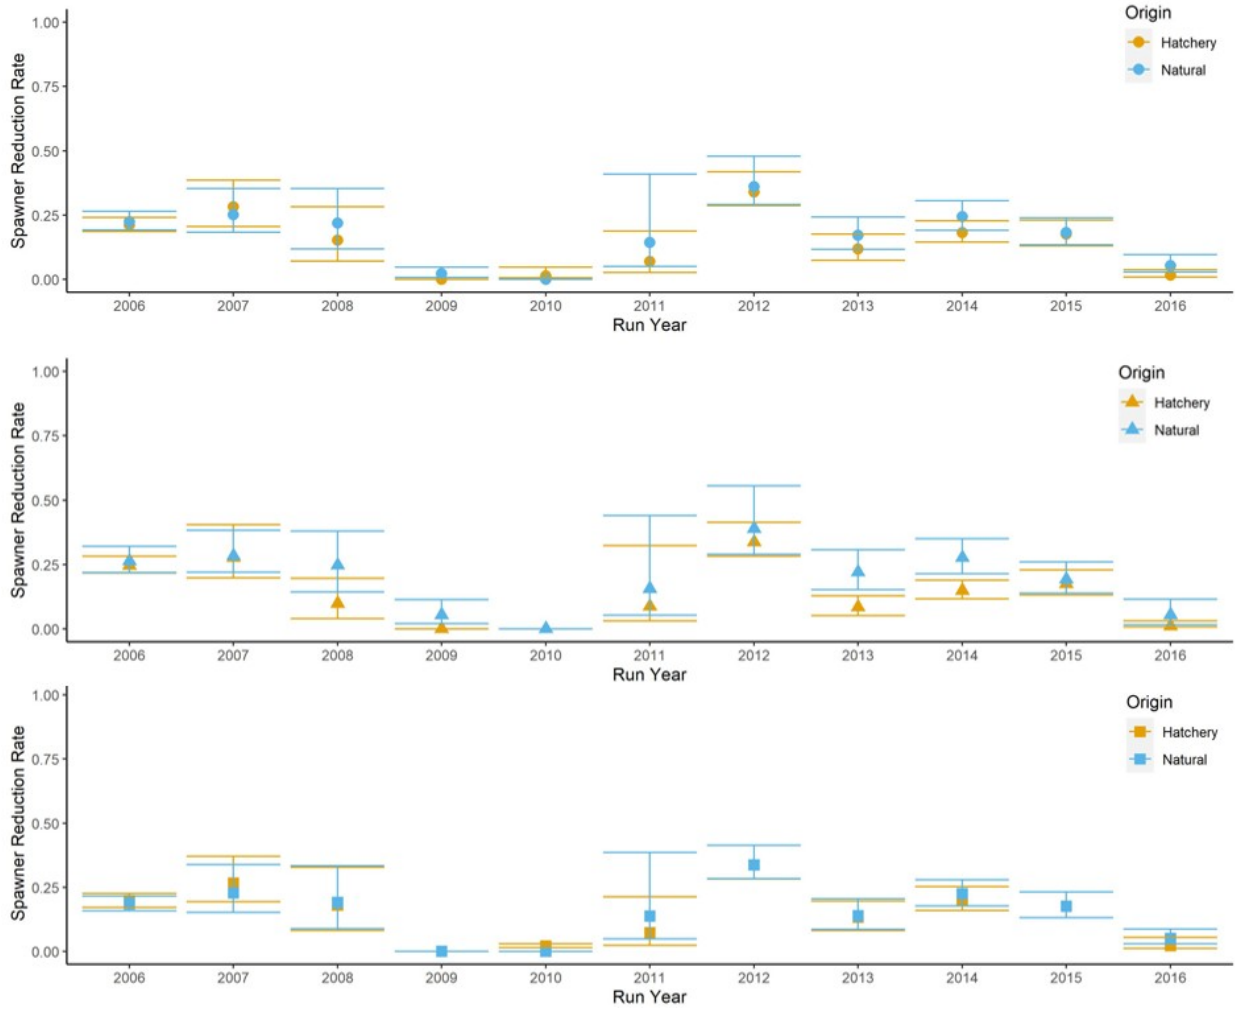 Spawner Reduction Rate
1.00
0.75
0.50
0.25
0.00
2006 2007 2008 2009 2010 2011 2012 2013 2014 2015 2016
Run Year
Origin
Hatchery
Natural
Spawner Reduction Rate
1.00
0.75
0.50
0.25
0.00
2006 2007 2008 2009 2010 2011 2012 2013 2014 2015 2016
Run Year
Origin
Hatchery
Natural
Spawner Reduction Rate
1.00
0.75
0.50
0.25
0.00
2006 2007 2008 2009 2010 2011 2012 2013 2014 2015 2016
Run Year
Origin
Hatchery
Natural